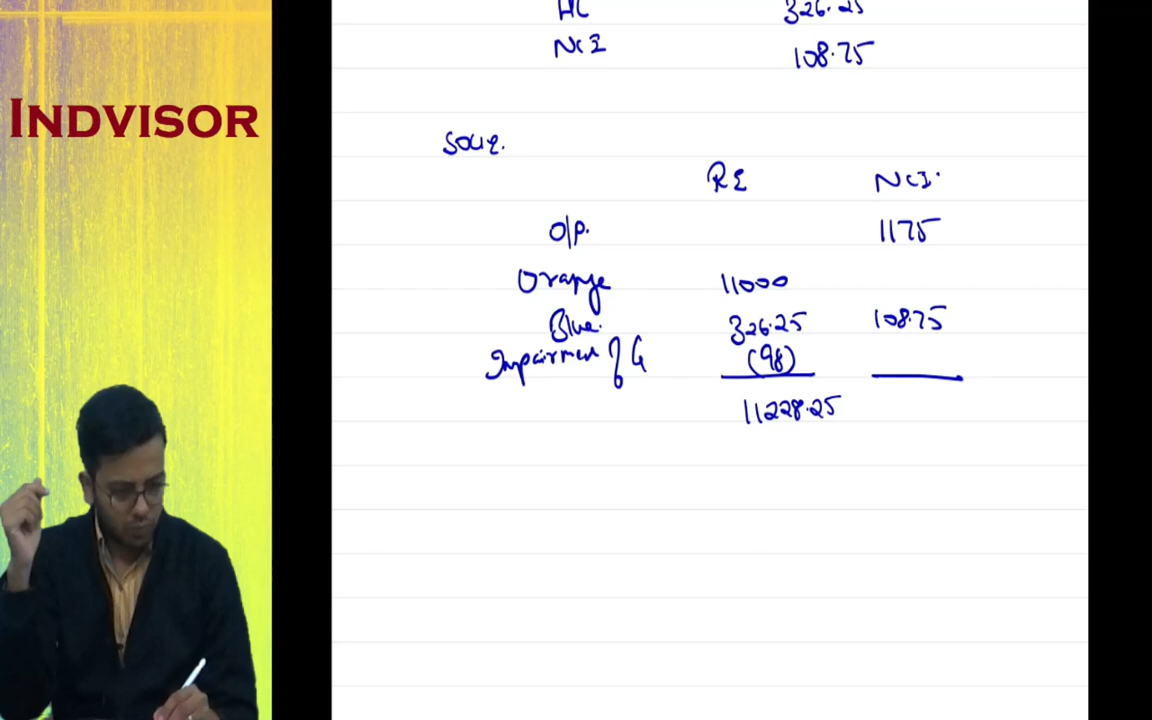 INDVISOR
HC 326.25
NCI 108.75
SOCIE.
RE NCI.
O/P. 1175
Orange 11000
Blue. 326.25 108.75
Impairment of G (98)
11228.25